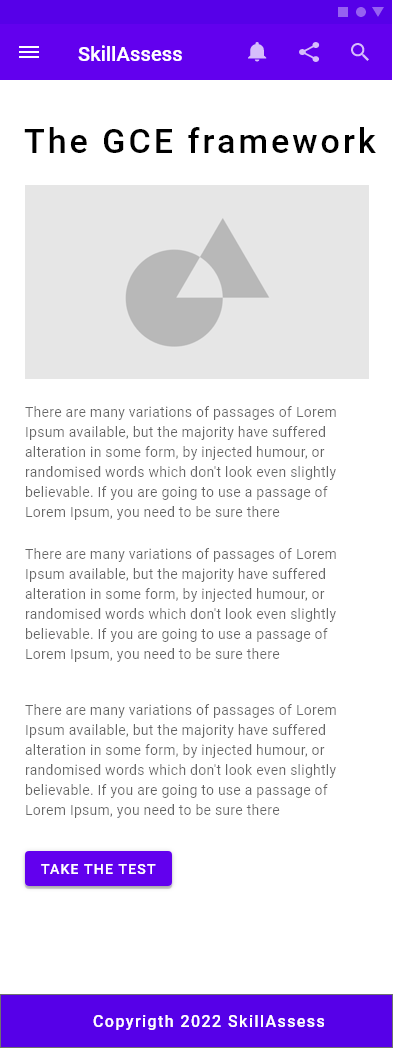 SkillAssess
The GCE framework
There are many variations of passages of Lorem
Ipsum available, but the majority have suffered
alteration in some form, by injected humour, or
randomised words which don't look even slightly
believable. If you are going to use a passage of
Lorem Ipsum, you need to be sure there
There are many variations of passages of Lorem
Ipsum available, but the majority have suffered
alteration in some form, by injected humour, or
randomised words which don't look even slightly
believable. If you are going to use a passage of
Lorem Ipsum, you need to be sure there
There are many variations of passages of Lorem
Ipsum available, but the majority have suffered
alteration in some form, by injected humour, or
randomised words which don't look even slightly
believable. If you are going to use a passage of
Lorem Ipsum, you need to be sure there
TAKE THE TEST
Copyrigth 2022 SkillAssess